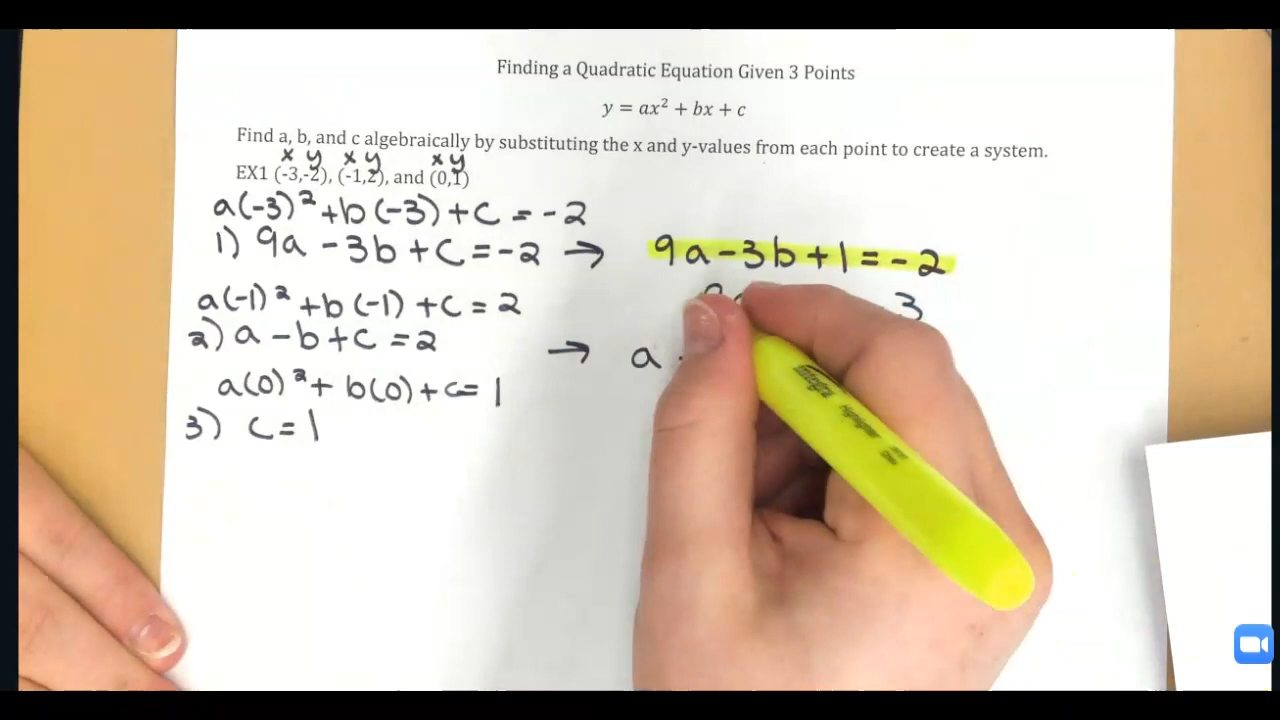 Finding a Quadratic Equation Given 3 Points
y = ax² + bx + c
Find a, b, and c algebraically by substituting the x and y-values from each point to create a system.
x y x y x y
EX1 (-3,-2), (-1,2), and (0,1)
a(-3)² + b(-3) + c = -2
1) 9a - 3b + c = -2 → 9a - 3b + 1 = -2
3
a(-1)² + b(-1) + c = 2
2) a - b + c = 2 → a
a(0)² + b(0) + c = 1
3) c = 1
Highlighter